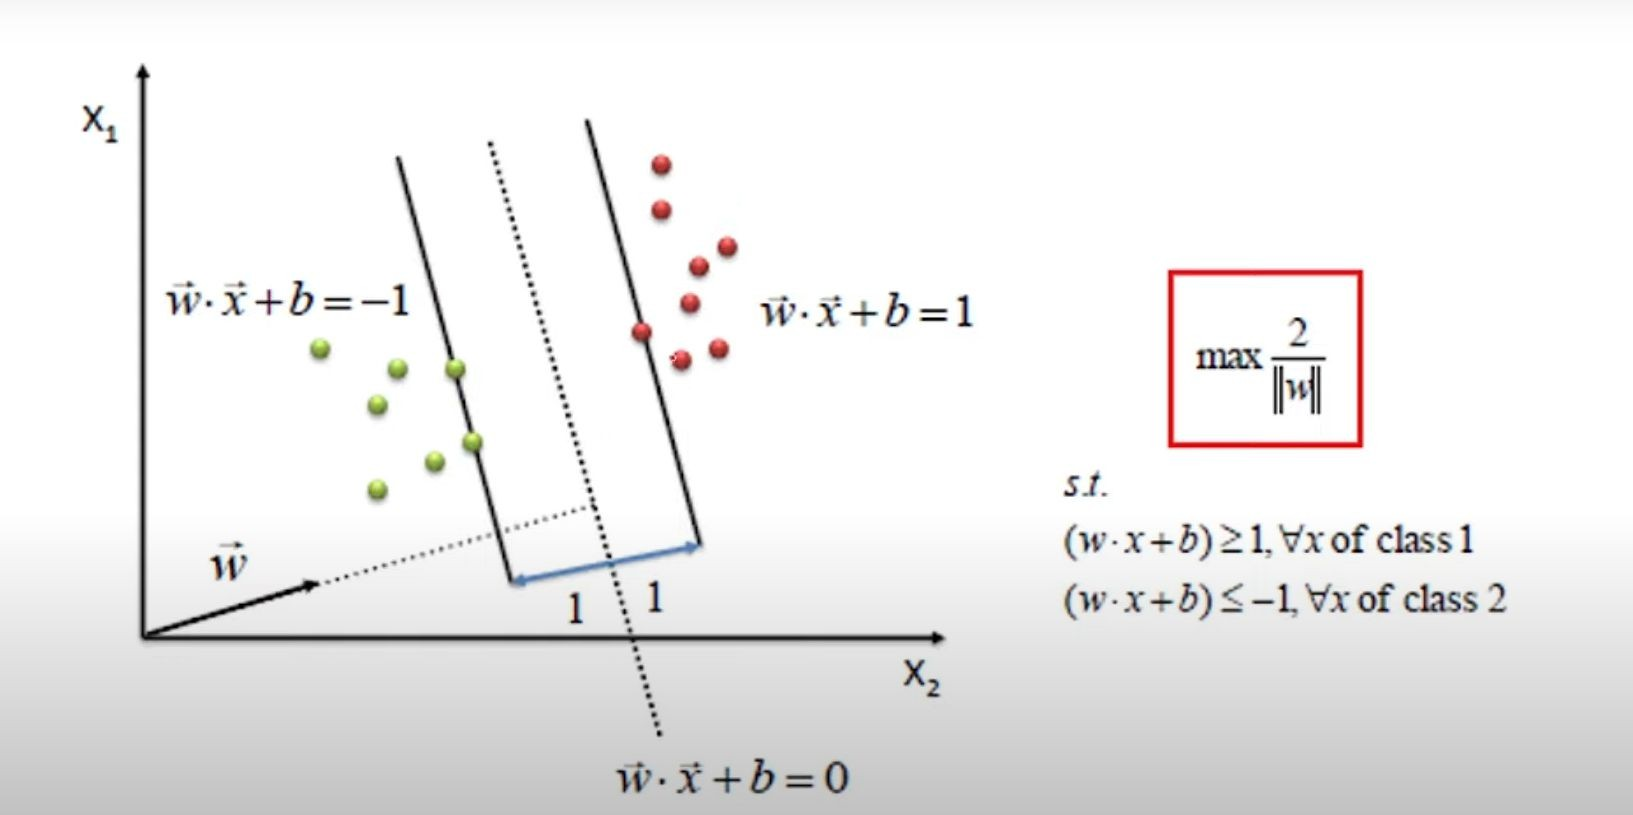 X₁
w⃗·x⃗+b=−1
w⃗·x⃗+b=1
max 2/‖w‖
s.t.
(w·x+b)≥1,∀x of class 1
(w·x+b)≤−1,∀x of class 2
w⃗
1 1
X₂
w⃗·x⃗+b=0